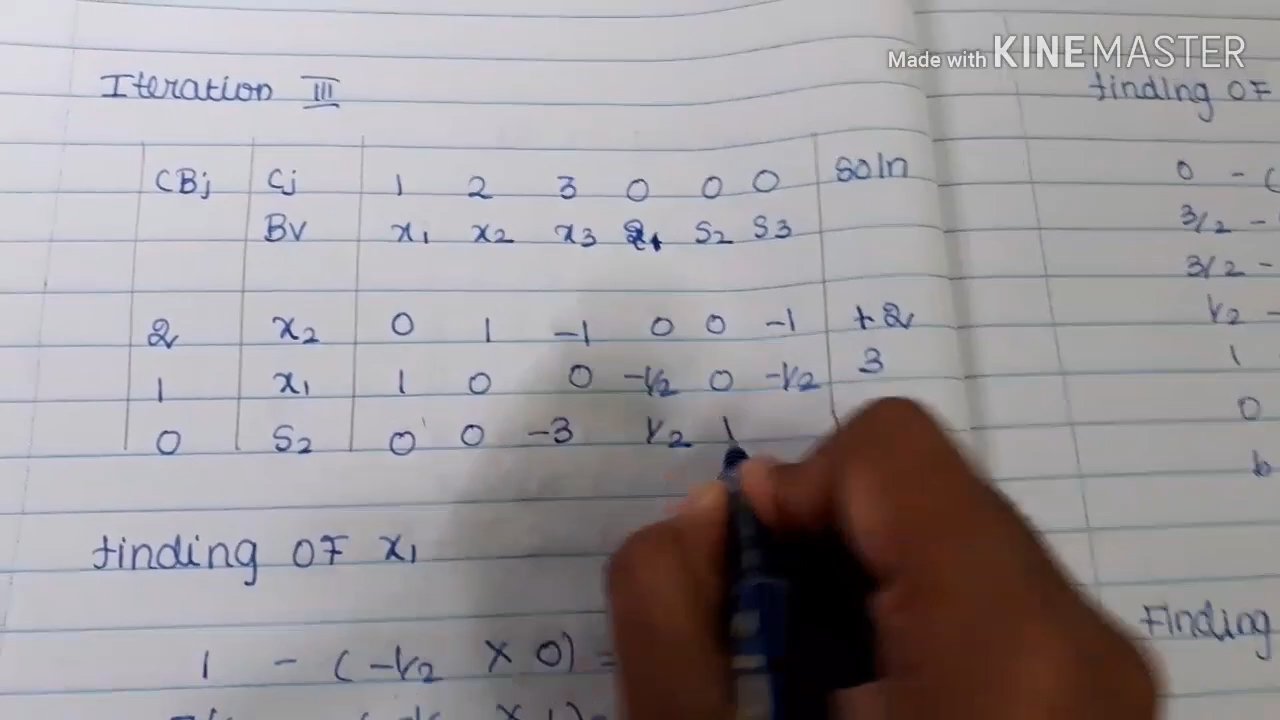 Made with KINEMASTER
Iteration III
finding OF
CBj Cj 1 2 3 0 0 0 soln
BV x1 x2 x3 S2 S3
2 x2 0 1 -1 0 0 -1 +2
1 x1 1 0 0 -1/2 0 -1/2 3
0 S2 0 0 -3 1/2 1
0 - (
3/2 -
3/2 -
1/2 -
1
0
b
finding OF x1
1 - (-1/2 × 0) =
Finding